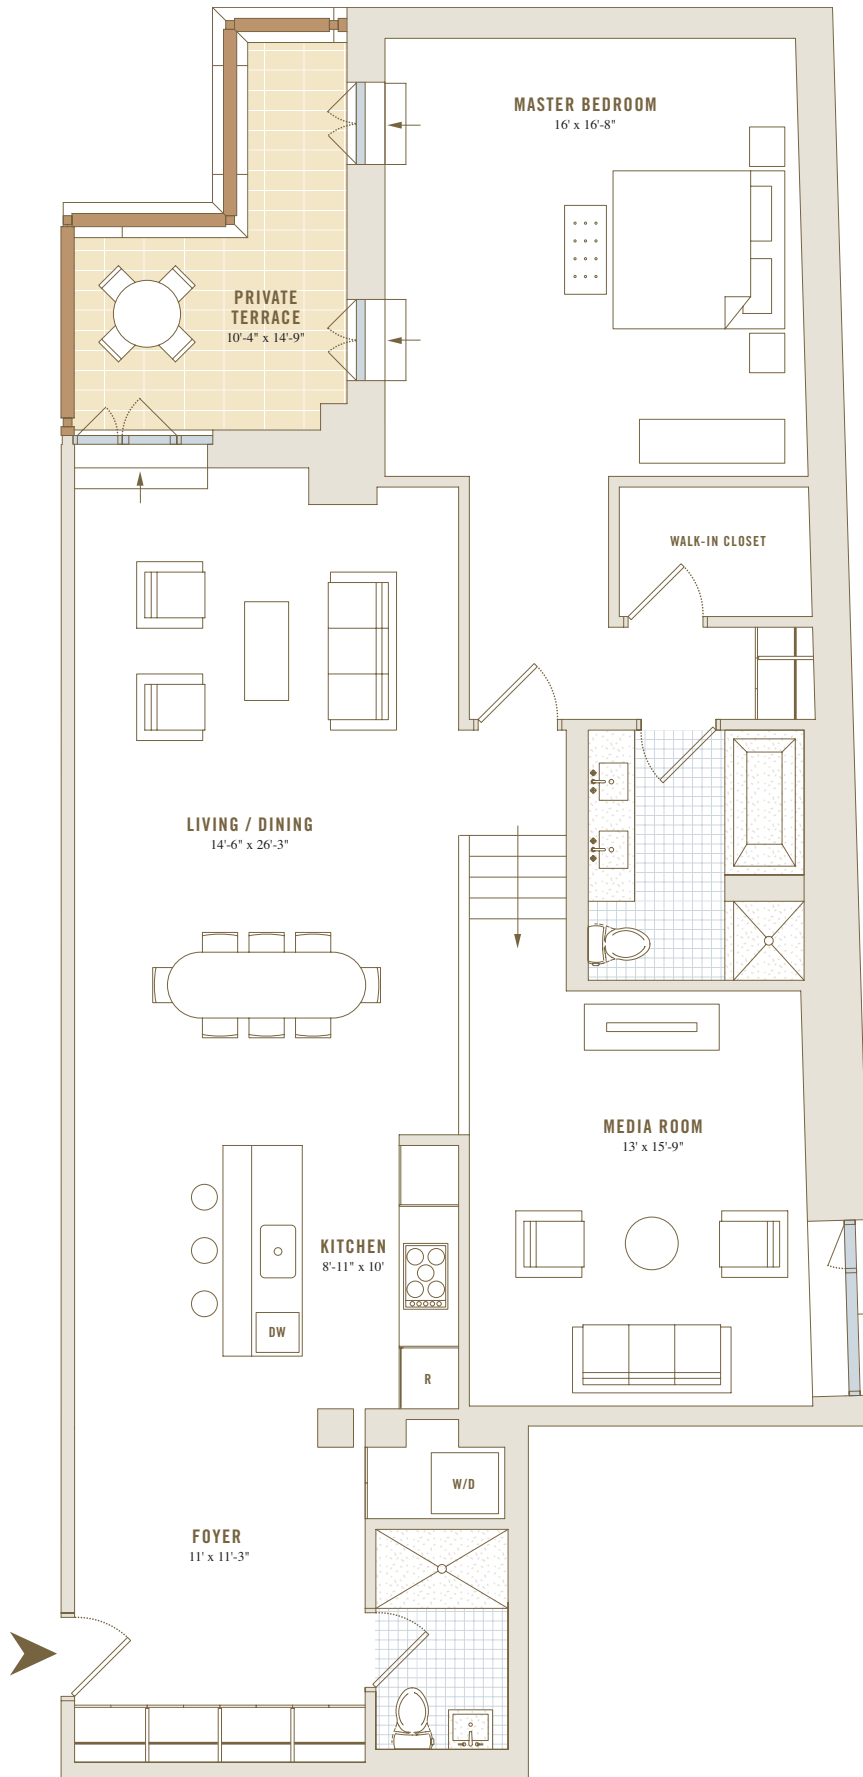 MASTER BEDROOM
16' x 16'-8"
PRIVATE
TERRACE
10'-4" x 14'-9"
WALK-IN CLOSET
LIVING / DINING
14'-6" x 26'-3"
MEDIA ROOM
13' x 15'-9"
KITCHEN
8'-11" x 10'
DW
R
W/D
FOYER
11' x 11'-3"